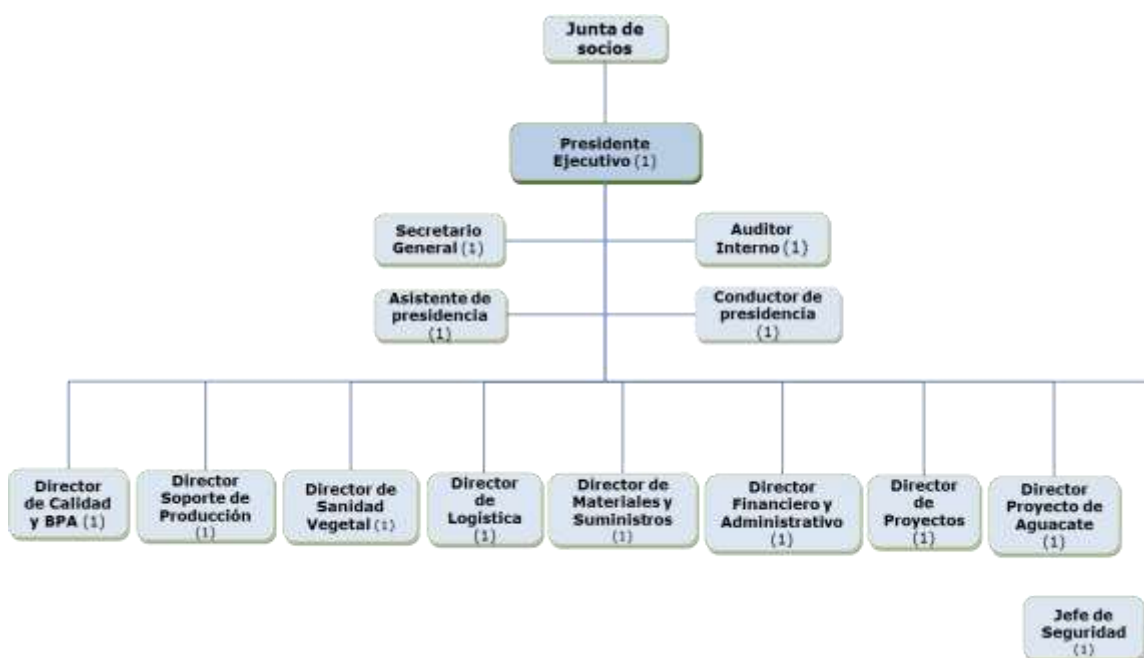 Junta de
socios
Presidente
Ejecutivo (1)
Secretario
General (1)
Auditor
Interno (1)
Asistente de
presidencia
(1)
Conductor de
presidencia
(1)
Director
de Calidad
y BPA (1)
Director
Soporte de
Producción
(1)
Director de
Sanidad
Vegetal (1)
Director
de
Logística
(1)
Director de
Materiales y
Suministros
(1)
Director
Financiero y
Administrativo
(1)
Director
de
Proyectos
(1)
Director
Proyecto de
Aguacate
(1)
Jefe de
Seguridad
(1)